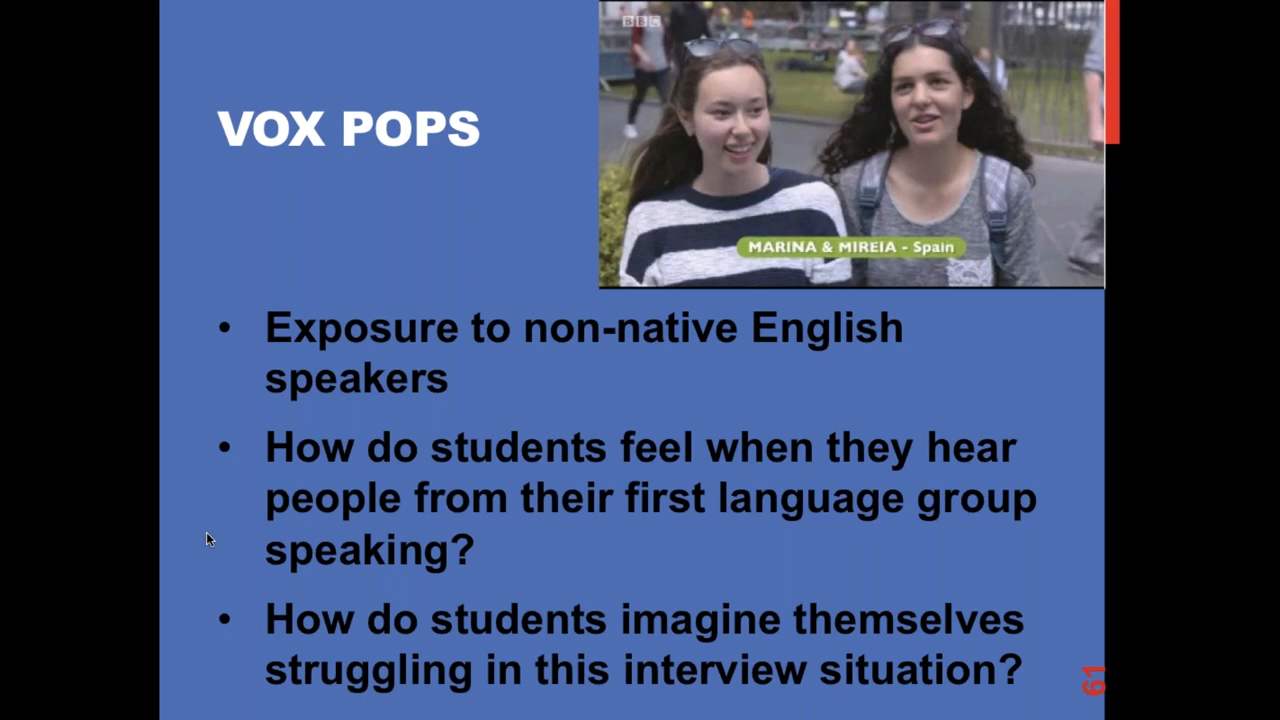 BBC
VOX POPS
MARINA & MIREIA - Spain
• Exposure to non-native English
speakers
• How do students feel when they hear
people from their first language group
speaking?
• How do students imagine themselves
struggling in this interview situation?
61